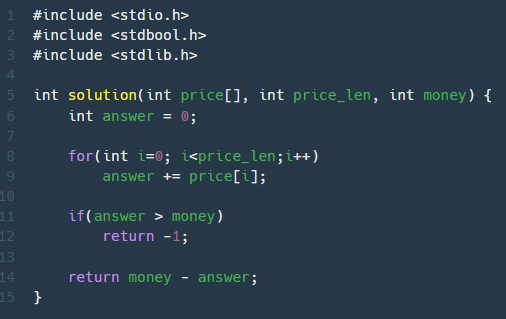 1 #include <stdio.h>
2 #include <stdbool.h>
3 #include <stdlib.h>
4
5 int solution(int price[], int price_len, int money) {
6     int answer = 0;
7
8     for(int i=0; i<price_len;i++)
9         answer += price[i];
10
11     if(answer > money)
12         return -1;
13
14     return money - answer;
15 }